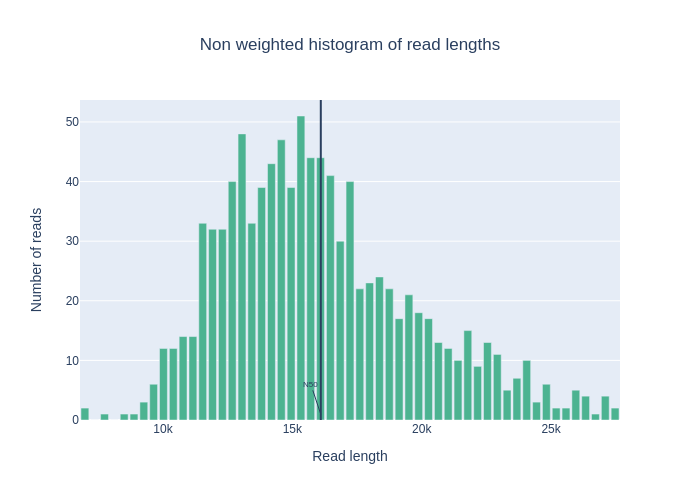 Non weighted histogram of read lengths
Number of reads
50
40
30
20
10
0
N50
10k
15k
20k
25k
Read length